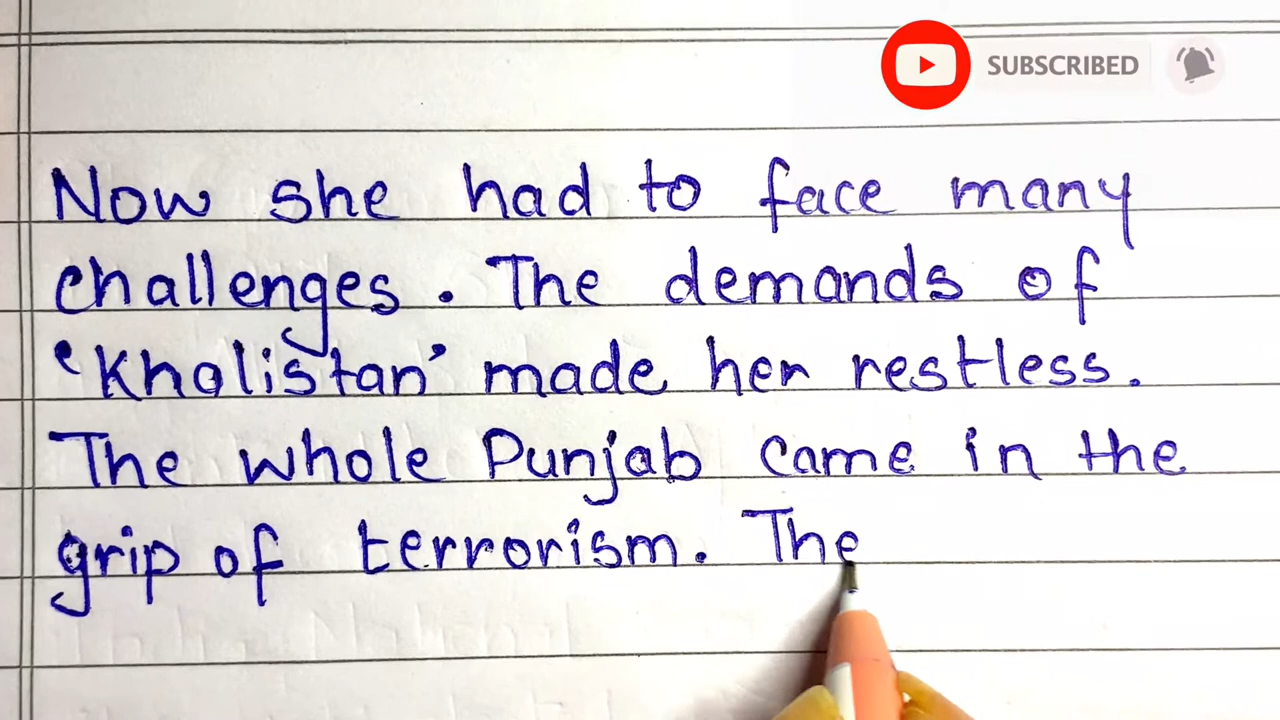 SUBSCRIBED
Now she had to face many
challenges. The demands of
'Khalistan' made her restless.
The whole Punjab came in the
grip of terrorism. The